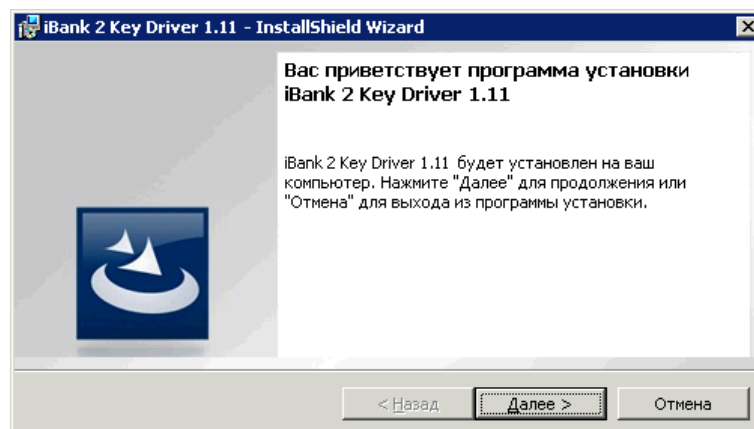 iBank 2 Key Driver 1.11 - InstallShield Wizard
Вас приветствует программа установки
iBank 2 Key Driver 1.11
iBank 2 Key Driver 1.11 будет установлен на ваш
компьютер. Нажмите "Далее" для продолжения или
"Отмена" для выхода из программы установки.
< Назад
Далее >
Отмена